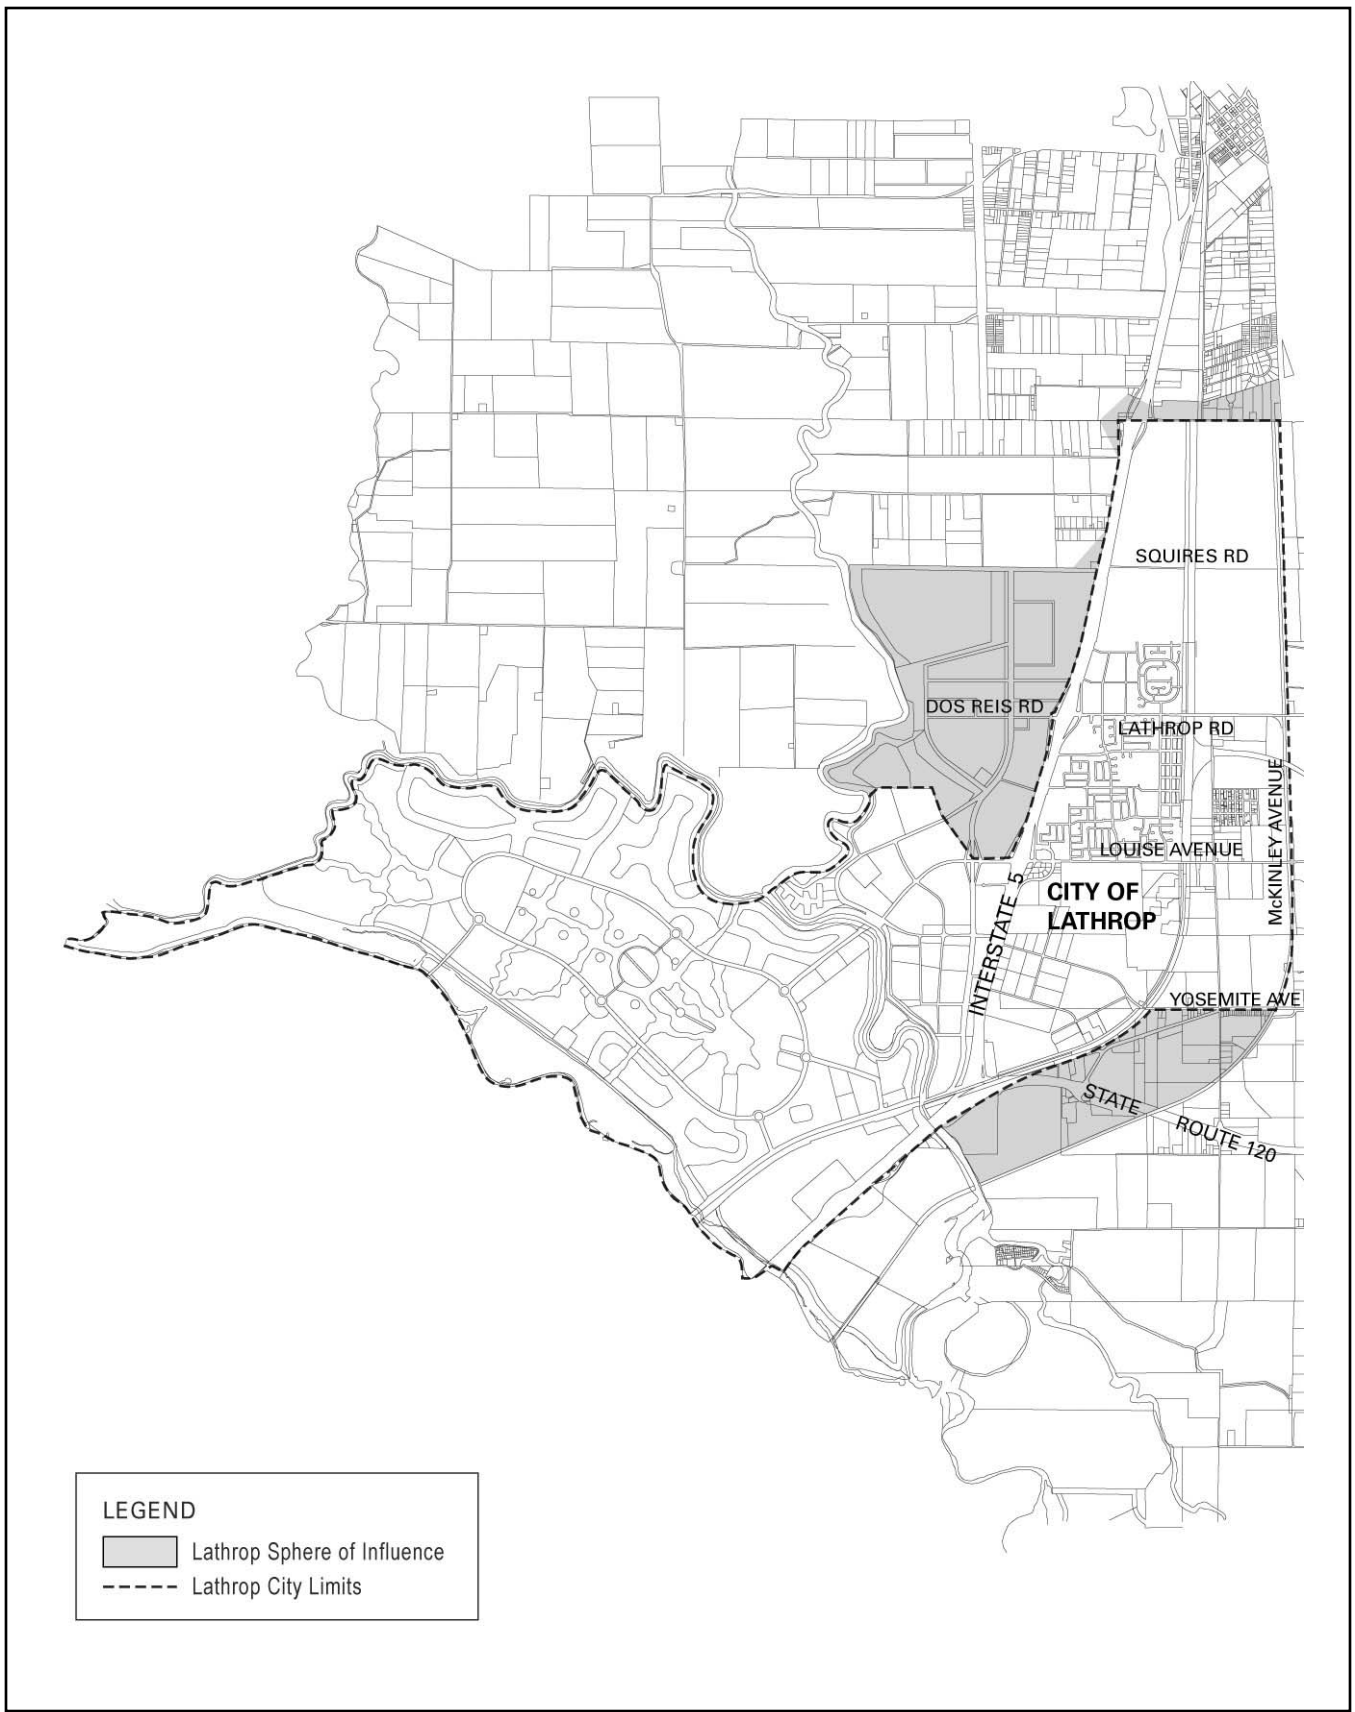 SQUIRES RD
DOS REIS RD
LATHROP RD
McKINLEY AVENUE
LOUISE AVENUE
INTERSTATE 5
CITY OF
LATHROP
YOSEMITE AVE
STATE ROUTE 120
LEGEND
Lathrop Sphere of Influence
Lathrop City Limits